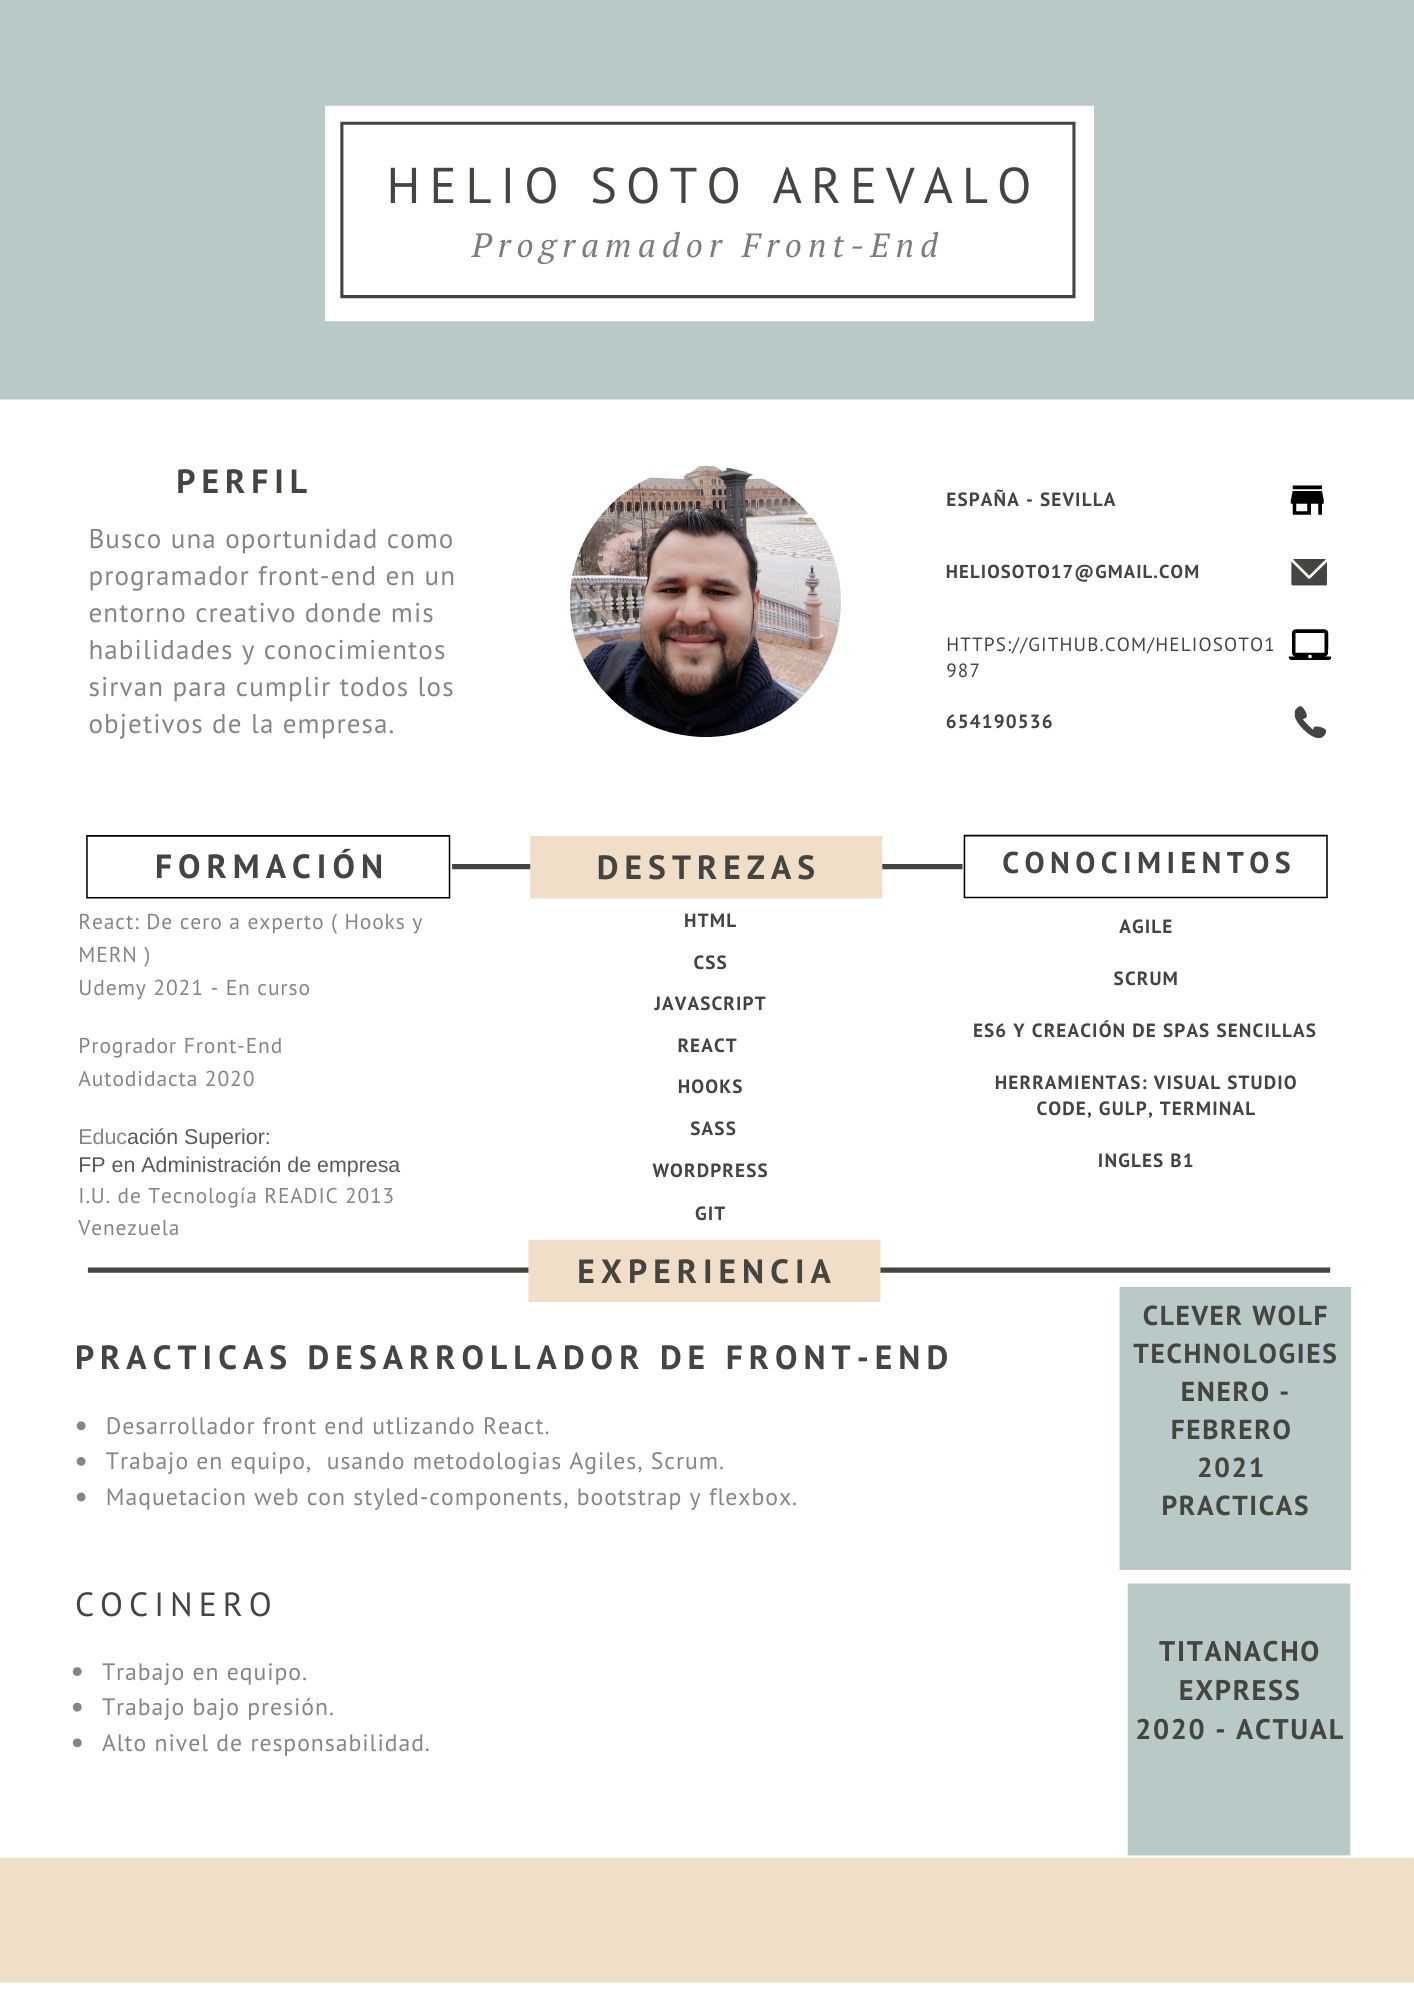 HELIO SOTO AREVALO
Programador Front-End
PERFIL
Busco una oportunidad como
programador front-end en un
entorno creativo donde mis
habilidades y conocimientos
sirvan para cumplir todos los
objetivos de la empresa.
ESPAÑA - SEVILLA
HELIOSOTO17@GMAIL.COM
HTTPS://GITHUB.COM/HELIOSOTO1
987
654190536
FORMACIÓN
React: De cero a experto ( Hooks y
MERN )
Udemy 2021 - En curso
Progrador Front-End
Autodidacta 2020
Educación Superior:
FP en Administración de empresa
I.U. de Tecnología READIC 2013
Venezuela
DESTREZAS
HTML
CSS
JAVASCRIPT
REACT
HOOKS
SASS
WORDPRESS
GIT
CONOCIMIENTOS
AGILE
SCRUM
ES6 Y CREACIÓN DE SPAS SENCILLAS
HERRAMIENTAS: VISUAL STUDIO
CODE, GULP, TERMINAL
INGLES B1
EXPERIENCIA
PRACTICAS DESARROLLADOR DE FRONT-END
• Desarrollador front end utlizando React.
• Trabajo en equipo,  usando metodologias Agiles, Scrum.
• Maquetacion web con styled-components, bootstrap y flexbox.
CLEVER WOLF
TECHNOLOGIES
ENERO -
FEBRERO
2021
PRACTICAS
COCINERO
• Trabajo en equipo.
• Trabajo bajo presión.
• Alto nivel de responsabilidad.
TITANACHO
EXPRESS
2020 - ACTUAL